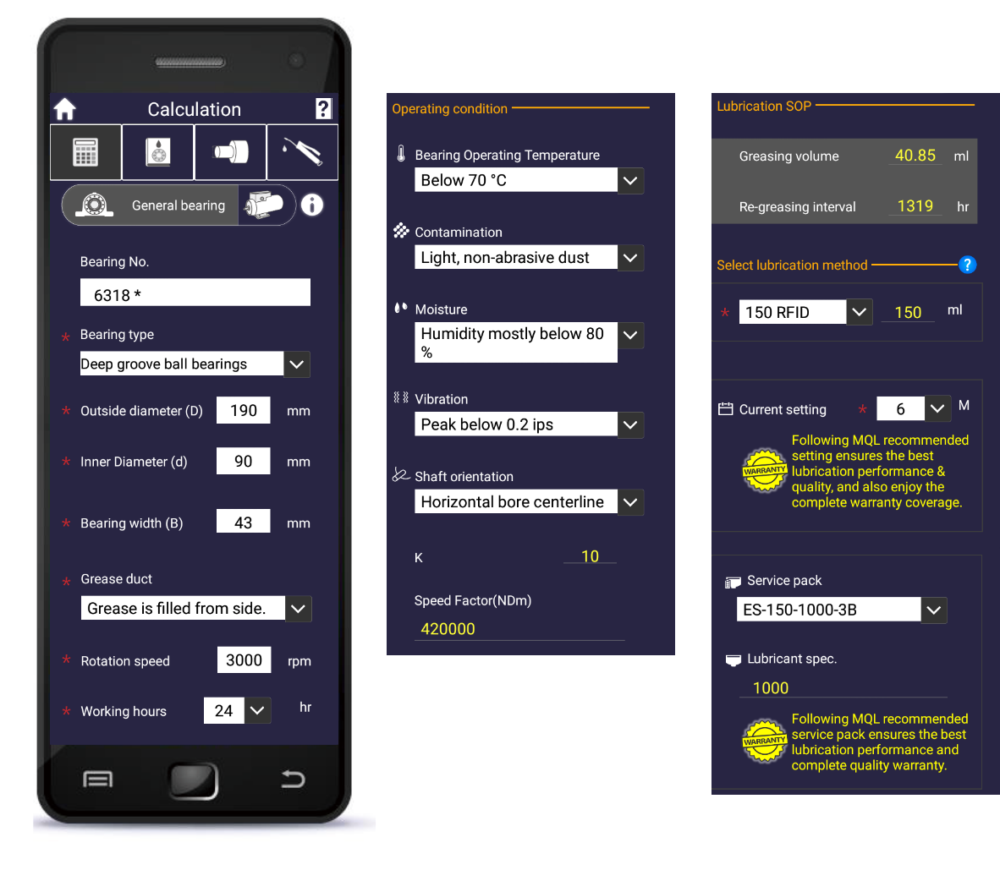 Calculation
?
General bearing
i
Bearing No.
6318 *
* Bearing type
Deep groove ball bearings
* Outside diameter (D) 190 mm
* Inner Diameter (d) 90 mm
* Bearing width (B) 43 mm
* Grease duct
Grease is filled from side.
* Rotation speed 3000 rpm
* Working hours 24 hr
Operating condition
Bearing Operating Temperature
Below 70 °C
Contamination
Light, non-abrasive dust
Moisture
Humidity mostly below 80
%
Vibration
Peak below 0.2 ips
Shaft orientation
Horizontal bore centerline
K 10
Speed Factor(NDm)
420000
Lubrication SOP
Greasing volume 40.85 ml
Re-greasing interval 1319 hr
Select lubrication method ?
* 150 RFID 150 ml
Current setting * 6 M
WARRANTY
Following MQL recommended
setting ensures the best
lubrication performance &
quality, and also enjoy the
complete warranty coverage.
Service pack
ES-150-1000-3B
Lubricant spec.
1000
WARRANTY
Following MQL recommended
service pack ensures the best
lubrication performance and
complete quality warranty.